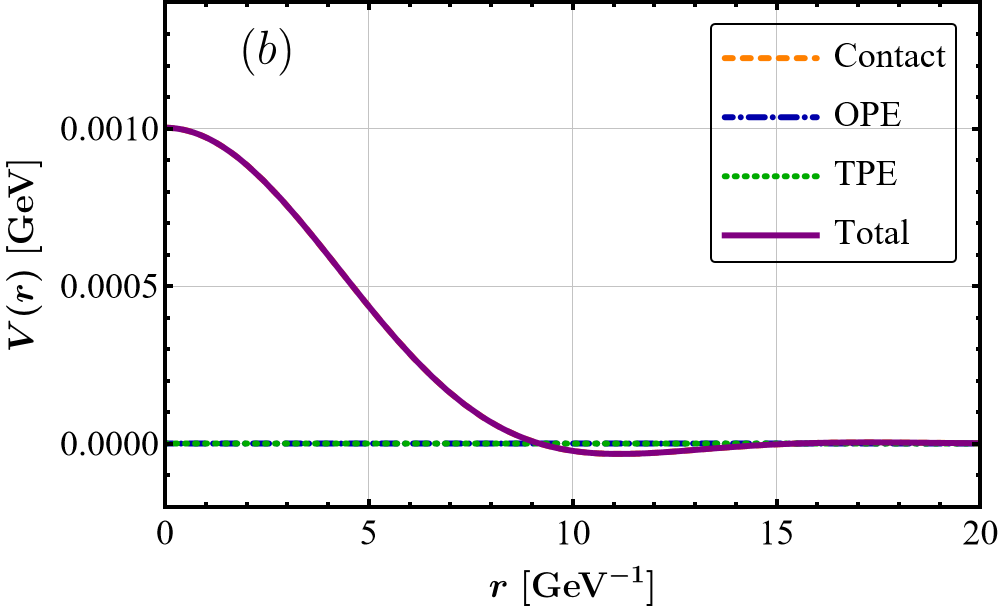 (b)
Contact
OPE
TPE
Total
0.0010
0.0005
0.0000
V(r) [GeV]
0 5 10 15 20
r [GeV⁻¹]